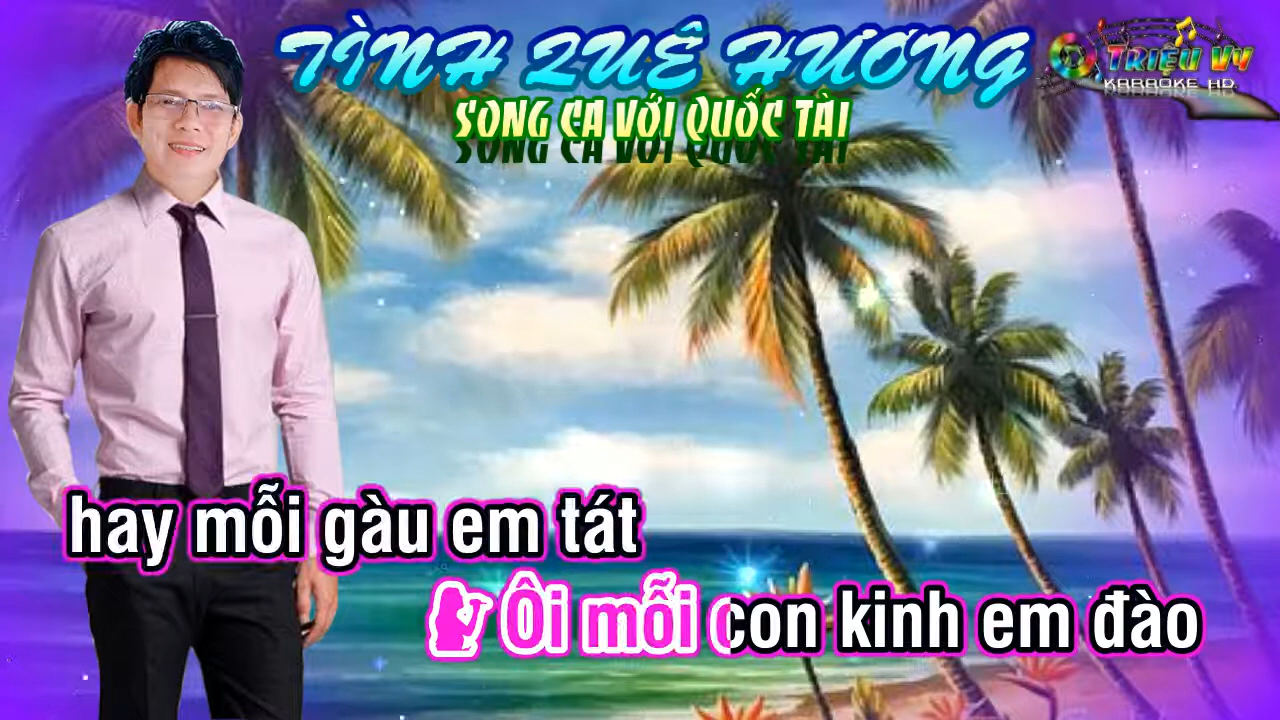 TÌNH QUÊ HƯƠNG
TRIỆU VY
KARAOKE HD
SONG CA VỚI QUỐC TÀI
hay mỗi gàu em tát
Ôi mỗi con kinh em đào